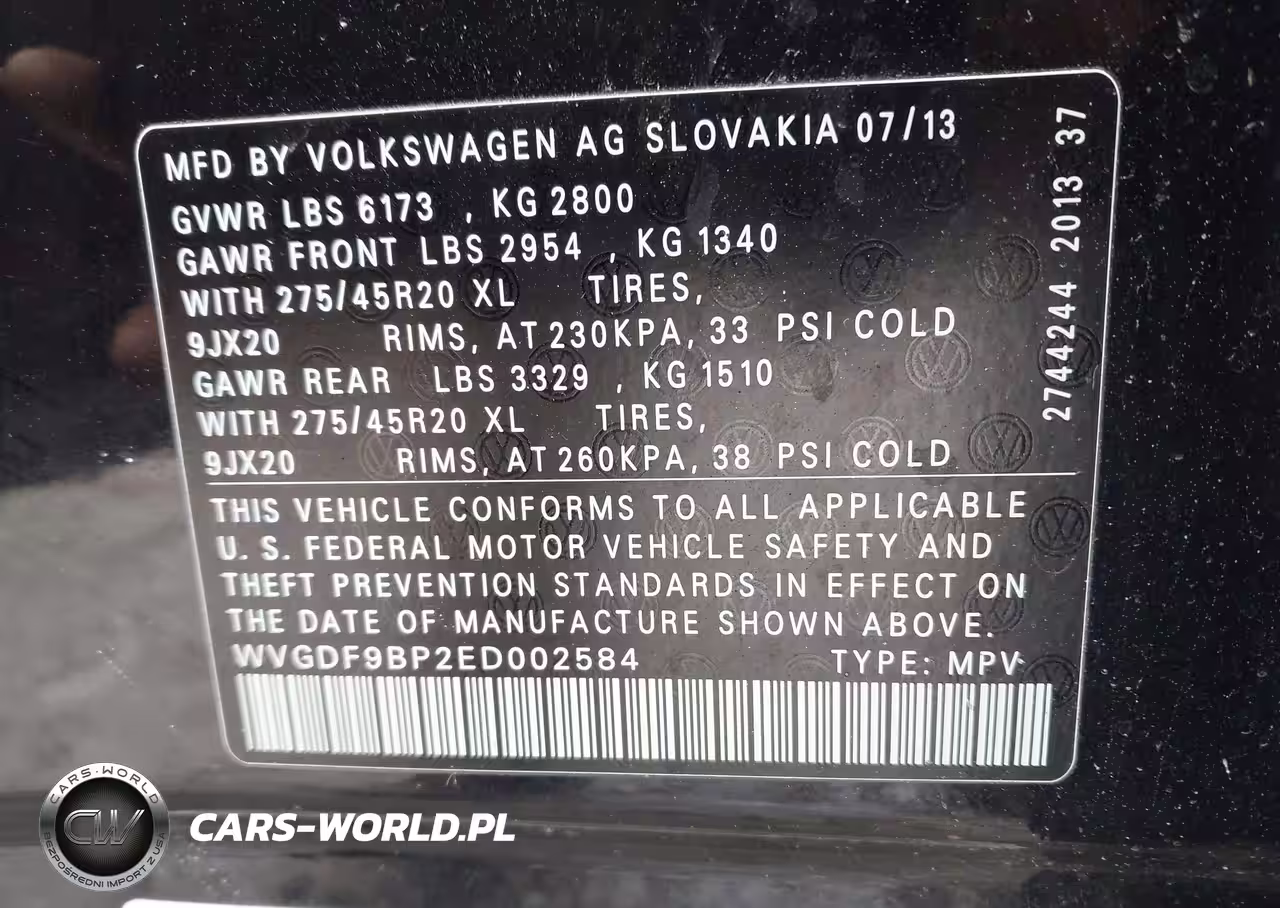 MFD BY VOLKSWAGEN AG SLOVAKIA 07/13
GVWR LBS 6173 , KG 2800
GAWR FRONT LBS 2954 , KG 1340
WITH 275/45R20 XL TIRES,
9JX20 RIMS, AT 230KPA, 33 PSI COLD
GAWR REAR LBS 3329 , KG 1510
WITH 275/45R20 XL TIRES,
9JX20 RIMS, AT 260KPA, 38 PSI COLD
THIS VEHICLE CONFORMS TO ALL APPLICABLE
U. S. FEDERAL MOTOR VEHICLE SAFETY AND
THEFT PREVENTION STANDARDS IN EFFECT ON
THE DATE OF MANUFACTURE SHOWN ABOVE.
WVGDF9BP2ED002584 TYPE: MPV
2744244 2013 37
CARS-WORLD
CW
BEZPOŚREDNI IMPORT Z USA
CARS-WORLD.PL